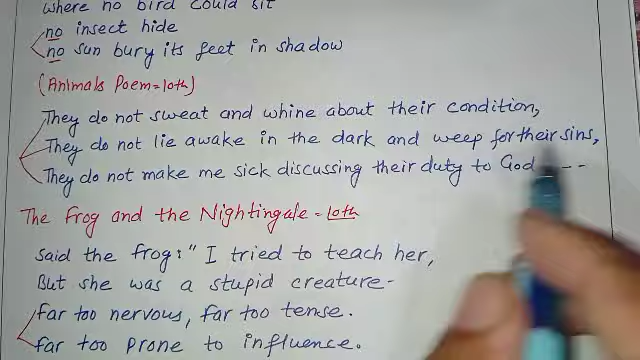 where no bird could sit
no insect hide
no sun bury its feet in shadow
(Animals Poem=10th)
They do not sweat and whine about their condition,
They do not lie awake in the dark and weep for their sins,
They do not make me sick discussing their duty to God ----
The Frog and the Nightingale = 10th
said the frog: "I tried to teach her,
But she was a stupid creature-
far too nervous, far too tense.
far too prone to influence.